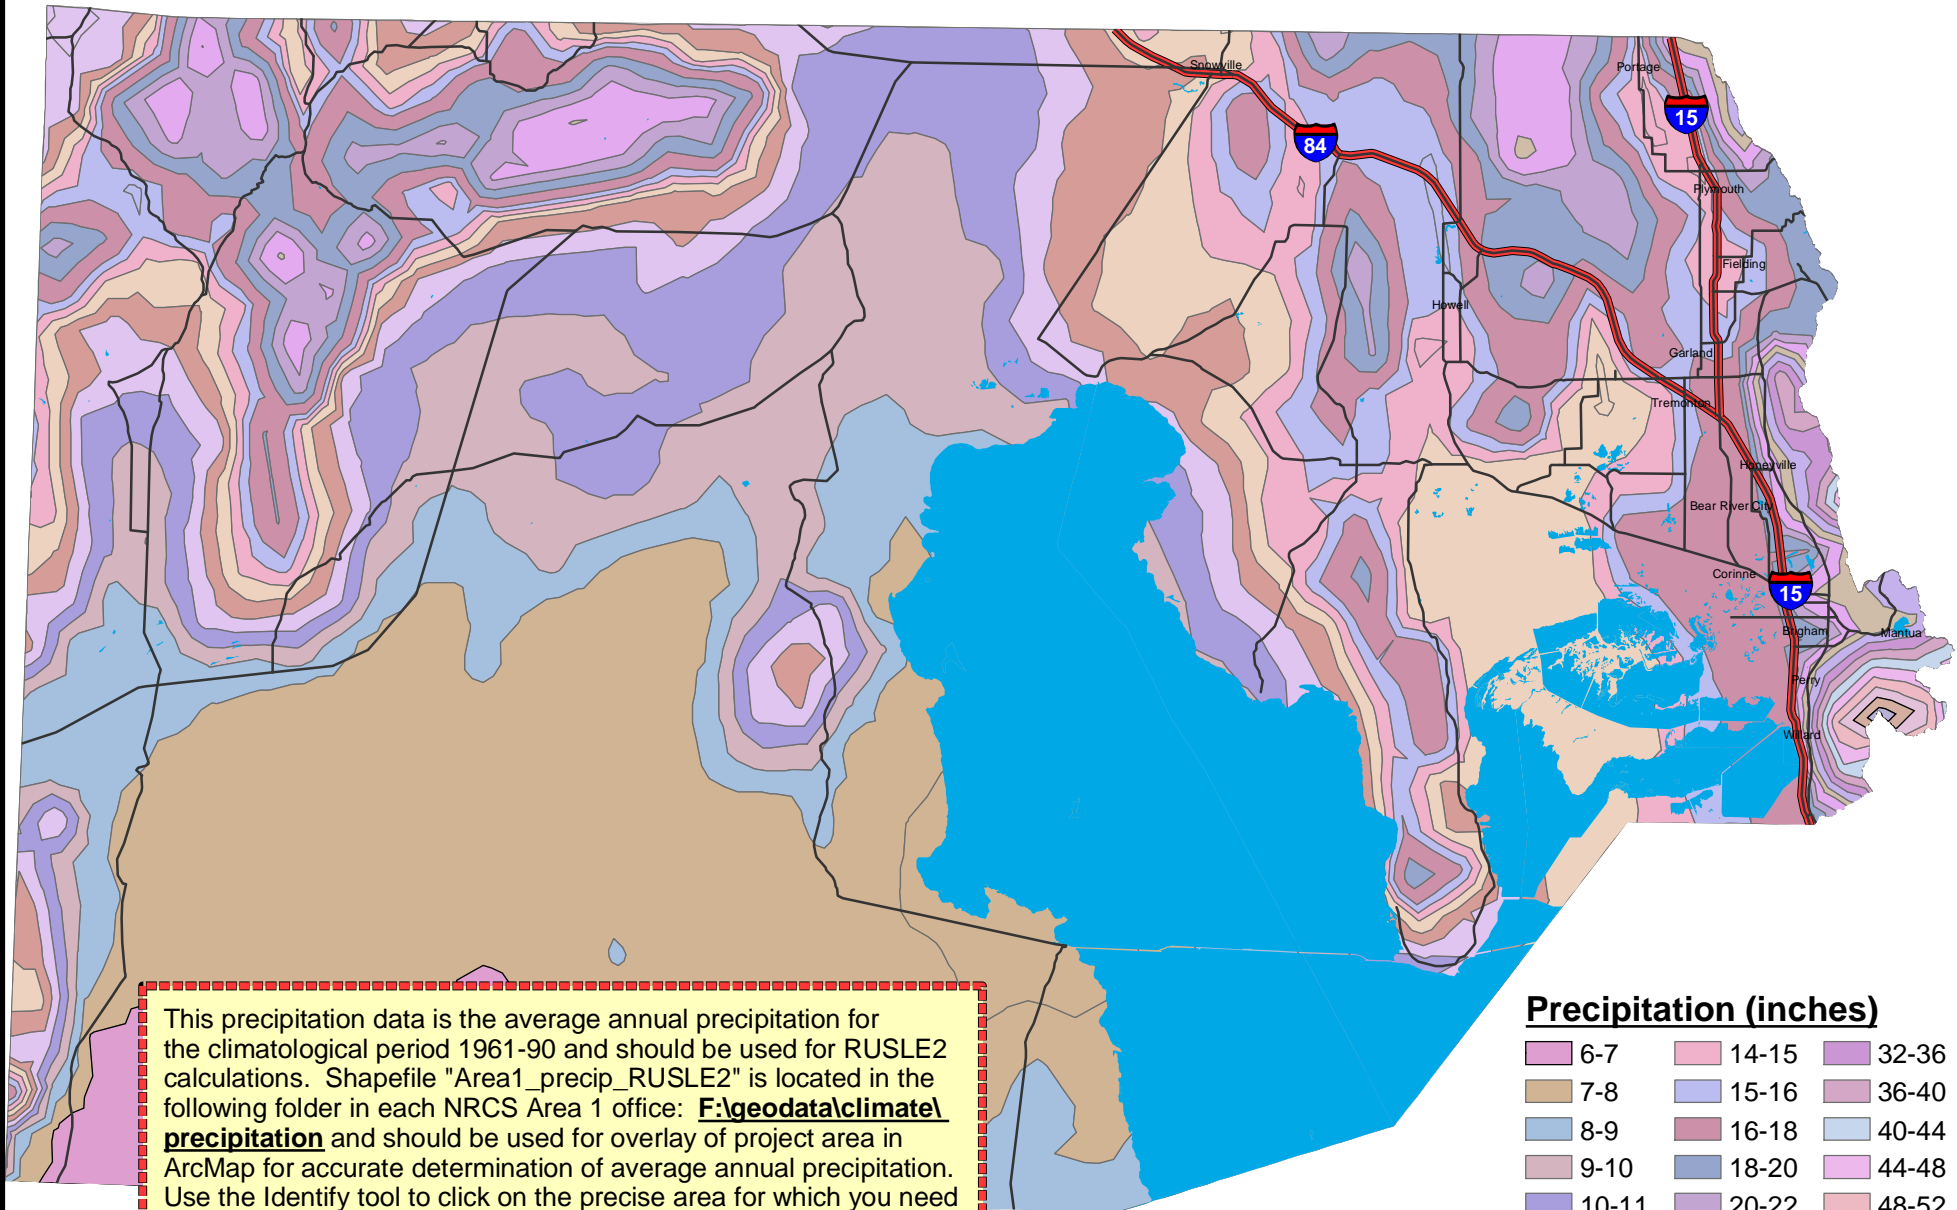 Snowville
Portage
15
84
Plymouth
Fielding
Howell
Garland
Tremonton
Honeyville
Bear River City
Corinne
15
Brigham
Mantua
Perry
Willard
This precipitation data is the average annual precipitation for
the climatological period 1961-90 and should be used for RUSLE2
calculations.  Shapefile "Area1_precip_RUSLE2" is located in the
following folder in each NRCS Area 1 office:  F:\geodata\climate\
precipitation and should be used for overlay of project area in
ArcMap for accurate determination of average annual precipitation.
Use the Identify tool to click on the precise area for which you need
Precipitation (inches)
6-7 14-15 32-36
7-8 15-16 36-40
8-9 16-18 40-44
9-10 18-20 44-48
10-11 20-22 48-52